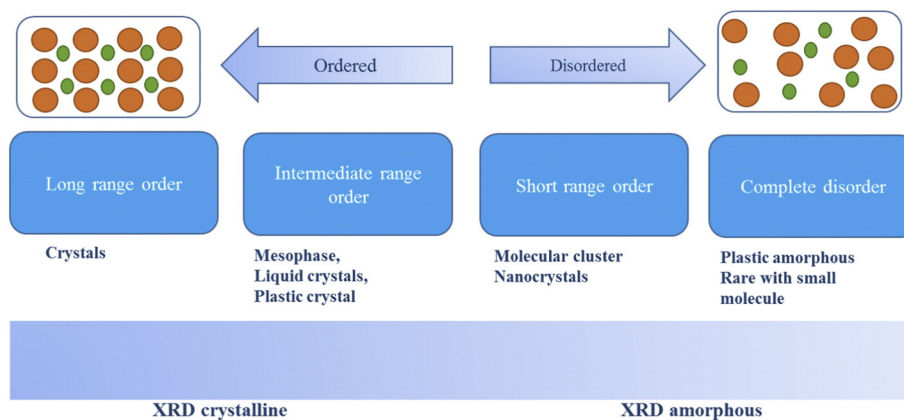 Ordered
Disordered
Long range order
Intermediate range
order
Short range order
Complete disorder
Crystals
Mesophase,
Liquid crystals,
Plastic crystal
Molecular cluster
Nanocrystals
Plastic amorphous
Rare with small
molecule
XRD crystalline
XRD amorphous